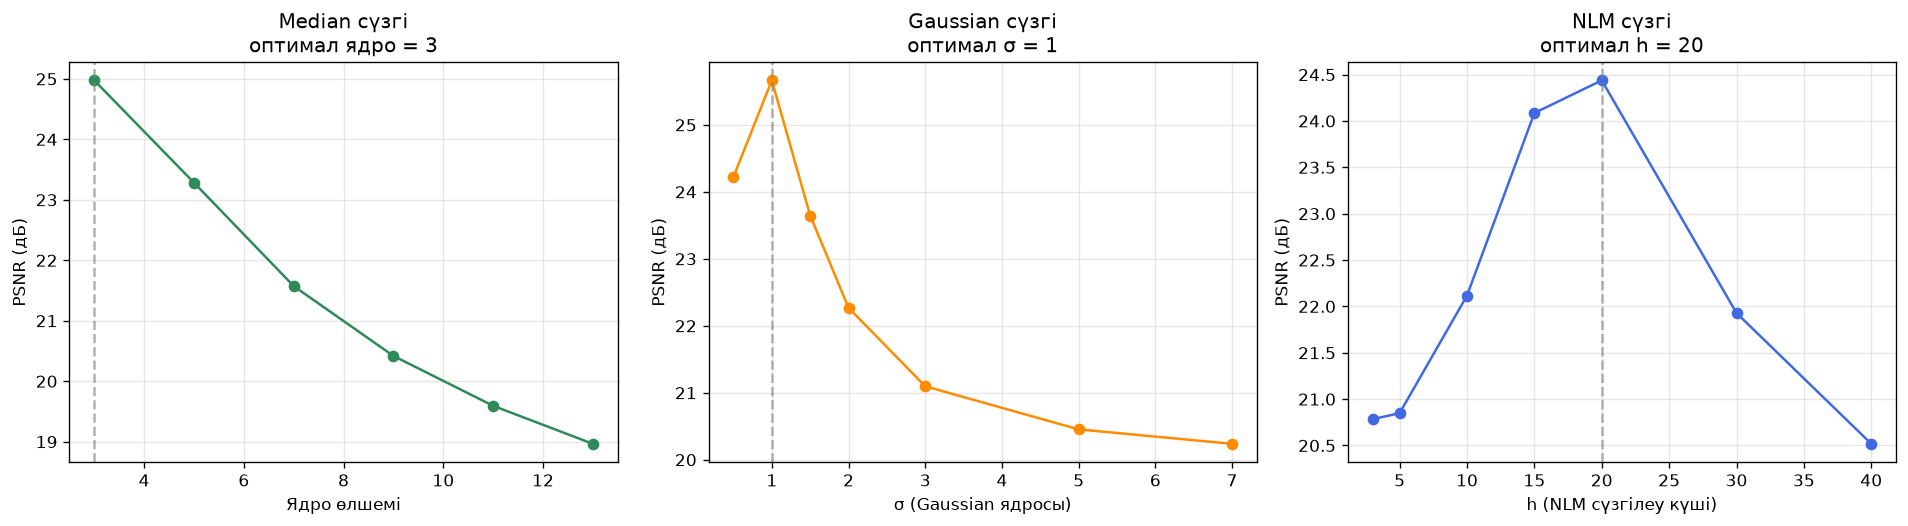 Median сүзгі
оптимал ядро = 3
PSNR (дБ)
25
24
23
22
21
20
19
4 6 8 10 12
Ядро өлшемі
Gaussian сүзгі
оптимал σ = 1
PSNR (дБ)
25
24
23
22
21
20
1 2 3 4 5 6 7
σ (Gaussian ядросы)
NLM сүзгі
оптимал h = 20
PSNR (дБ)
24.5
24.0
23.5
23.0
22.5
22.0
21.5
21.0
20.5
5 10 15 20 25 30 35 40
h (NLM сүзгілеу күші)